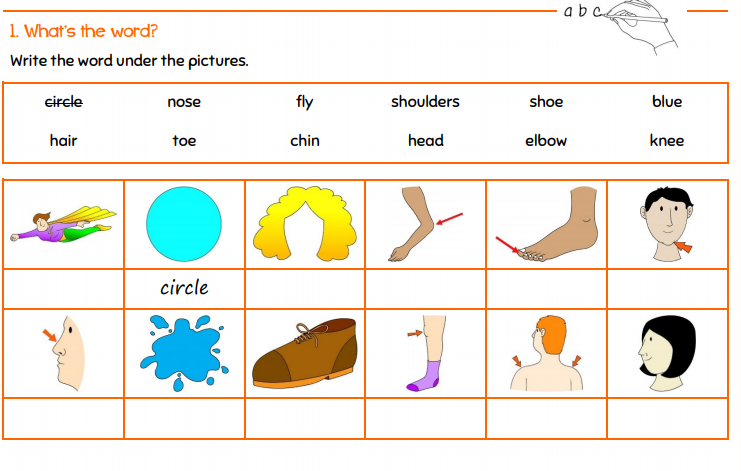 a b c
1. What's the word?
Write the word under the pictures.
circle nose fly shoulders shoe blue
hair toe chin head elbow knee
circle